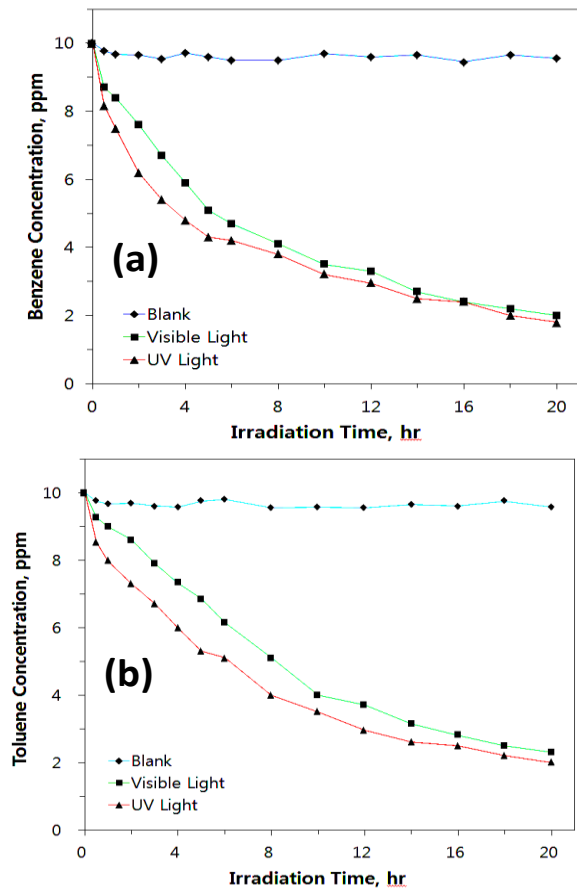 10
8
6
4
2
0
Benzene Concentration, ppm
(a)
Blank
Visible Light
UV Light
0 4 8 12 16 20
Irradiation Time, hr
10
8
6
4
2
0
Toluene Concentration, ppm
(b)
Blank
Visible Light
UV Light
0 4 8 12 16 20
Irradiation Time, hr